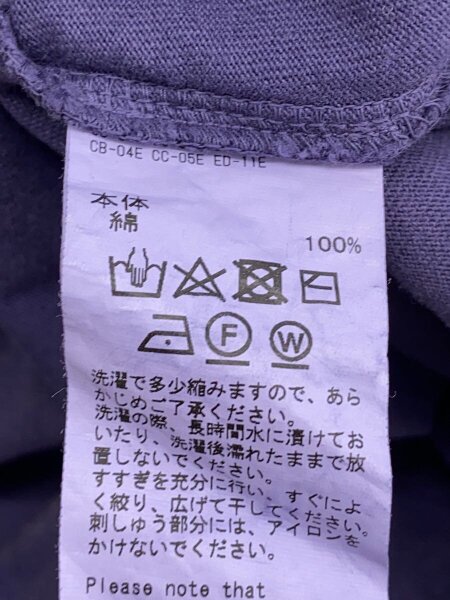 CB-04E CC-05E ED-11E
本体
綿
100%
F
W
洗濯で多少縮みますので、あら
かじめご了承ください。
洗濯の際、長時間水に漬けてお
いたり、洗濯後濡れたままで放
置しないでください。
すすぎを充分に行い、すぐによ
く絞り、広げて干してください。
刺しゅう部分には、アイロンを
かけないでください。
Please note that